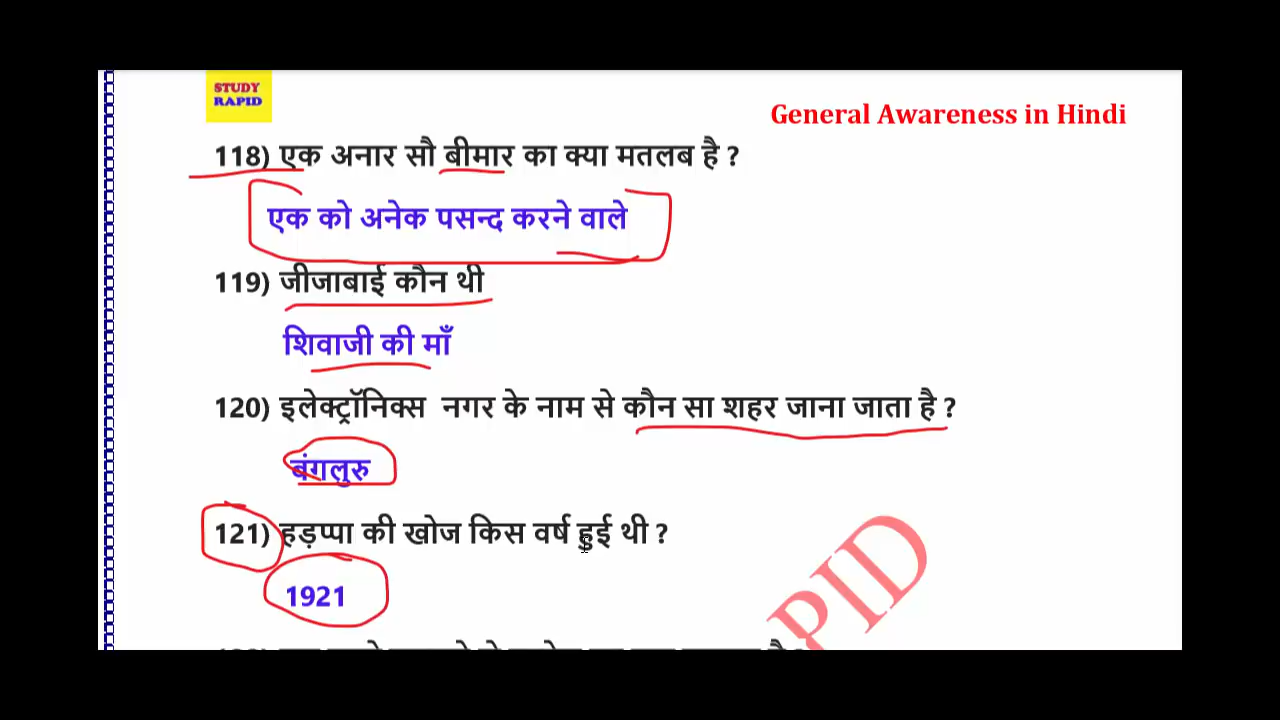 STUDY
RAPID
General Awareness in Hindi
118) एक अनार सौ बीमार का क्या मतलब है ?
एक को अनेक पसन्द करने वाले
119) जीजाबाई कौन थी
शिवाजी की माँ
120) इलेक्ट्रॉनिक्स नगर के नाम से कौन सा शहर जाना जाता है ?
बंगलुरु
121) हड़प्पा की खोज किस वर्ष हुई थी ?
1921
PID